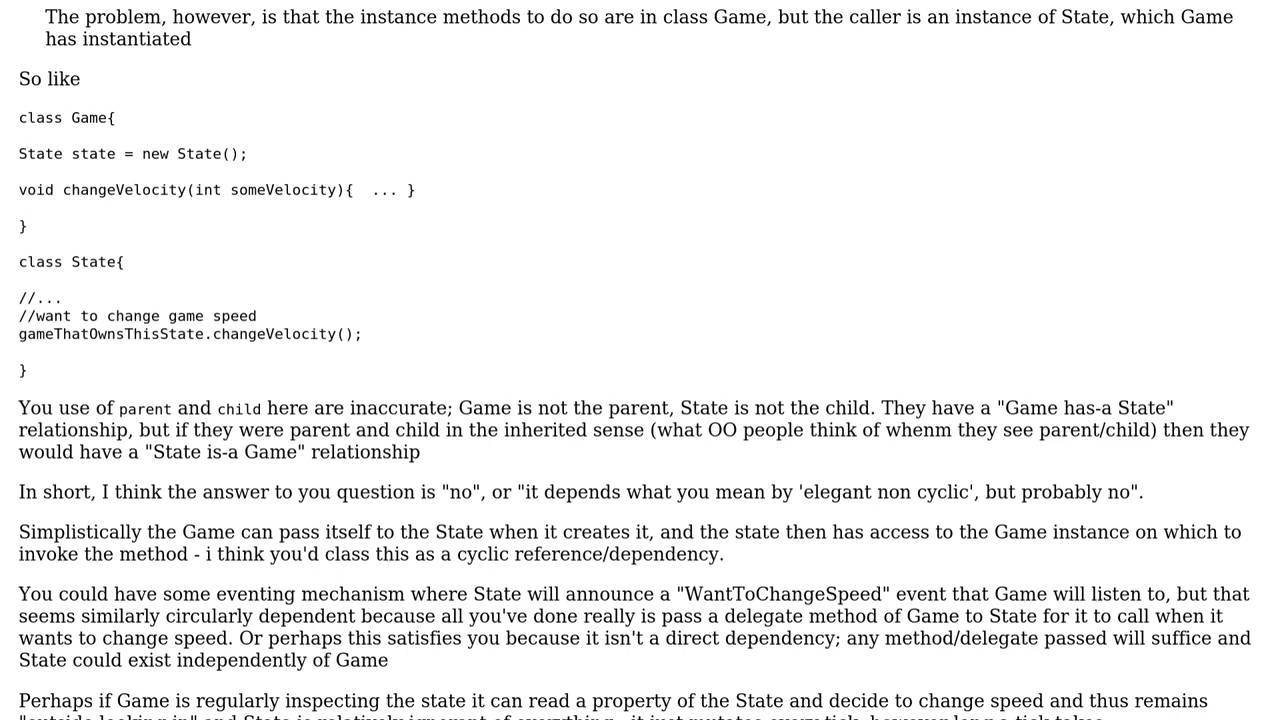 The problem, however, is that the instance methods to do so are in class Game, but the caller is an instance of State, which Game
has instantiated
So like
class Game{
State state = new State();
void changeVelocity(int someVelocity){  ... }
}
class State{
//...
//want to change game speed
gameThatOwnsThisState.changeVelocity();
}
You use of parent and child here are inaccurate; Game is not the parent, State is not the child. They have a "Game has-a State"
relationship, but if they were parent and child in the inherited sense (what OO people think of whenm they see parent/child) then they
would have a "State is-a Game" relationship
In short, I think the answer to you question is "no", or "it depends what you mean by 'elegant non cyclic', but probably no".
Simplistically the Game can pass itself to the State when it creates it, and the state then has access to the Game instance on which to
invoke the method - i think you'd class this as a cyclic reference/dependency.
You could have some eventing mechanism where State will announce a "WantToChangeSpeed" event that Game will listen to, but that
seems similarly circularly dependent because all you've done really is pass a delegate method of Game to State for it to call when it
wants to change speed. Or perhaps this satisfies you because it isn't a direct dependency; any method/delegate passed will suffice and
State could exist independently of Game
Perhaps if Game is regularly inspecting the state it can read a property of the State and decide to change speed and thus remains